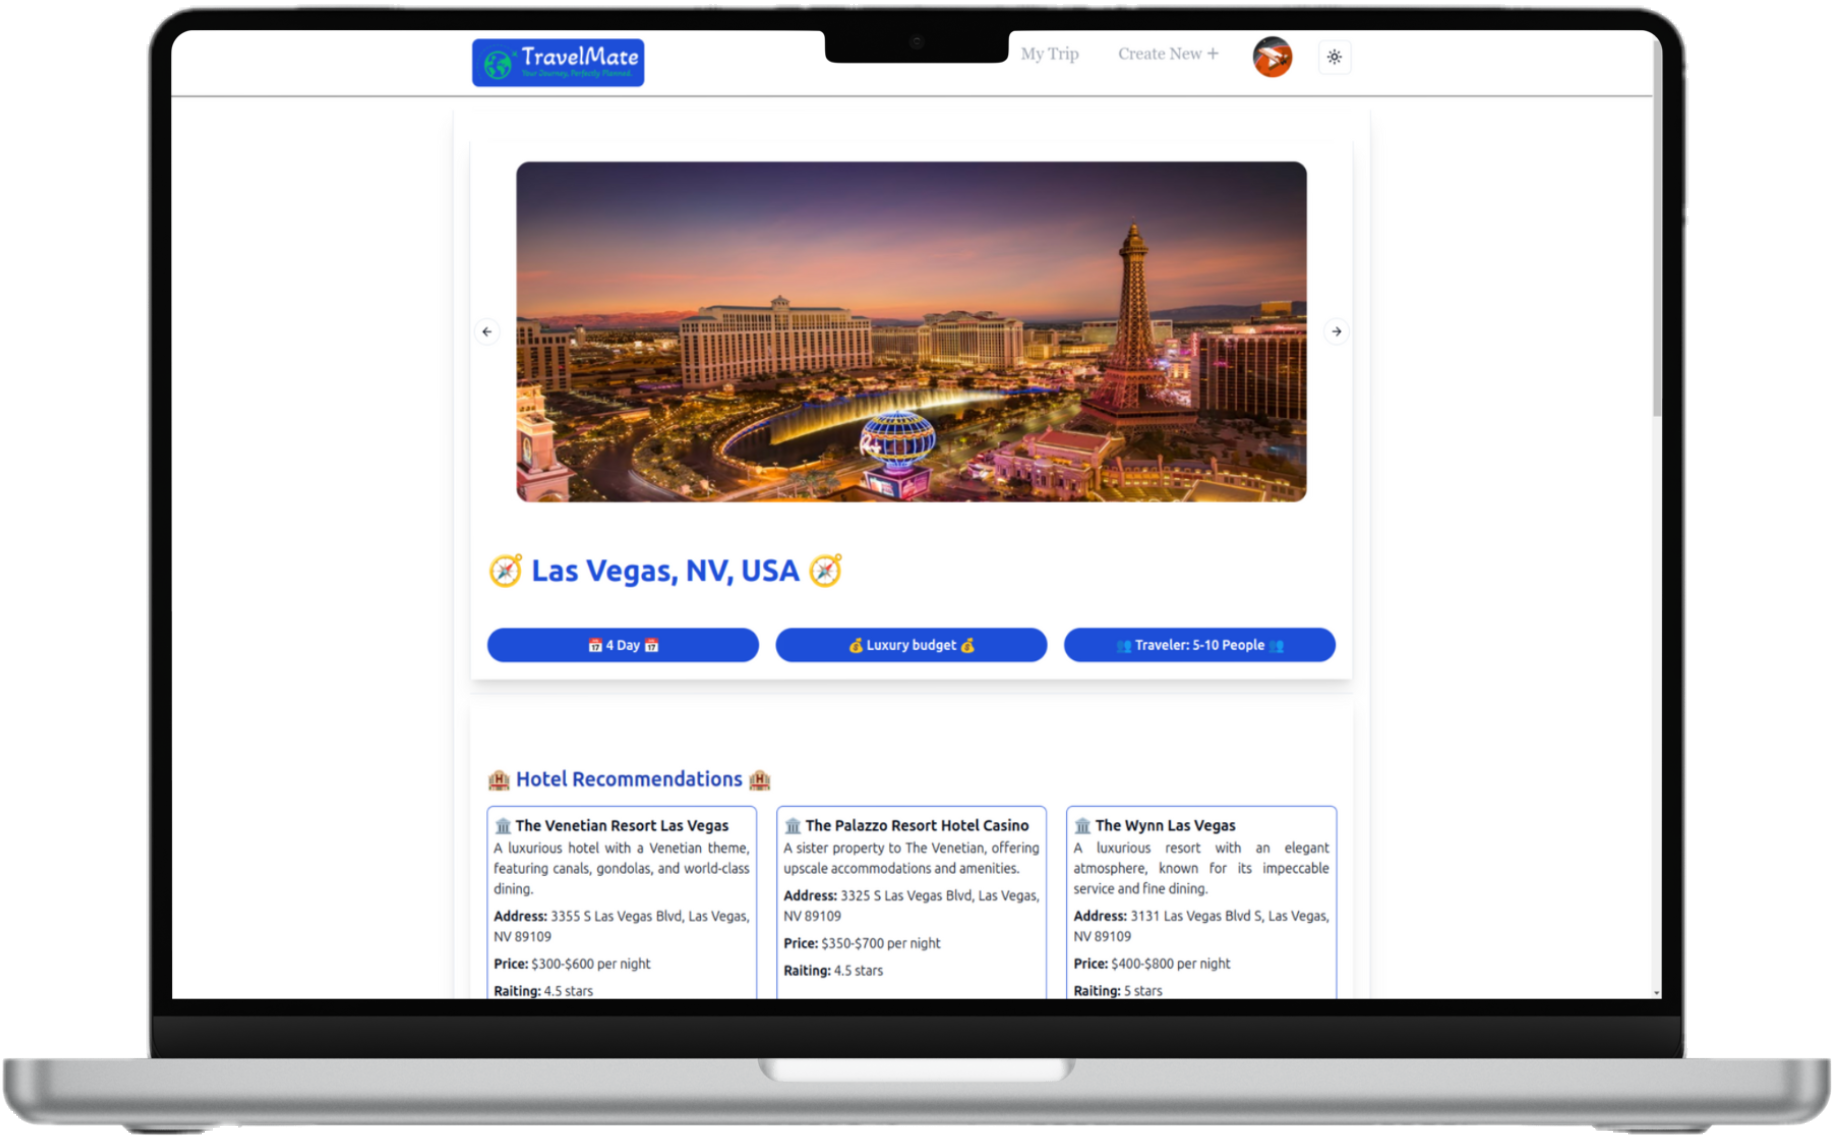 TravelMate
Your Journey, Perfectly Planned.
My Trip
Create New +
Las Vegas, NV, USA
4 Day
Luxury budget
Traveler: 5-10 People
Hotel Recommendations
The Venetian Resort Las Vegas
A luxurious hotel with a Venetian theme,
featuring canals, gondolas, and world-class
dining.
Address: 3355 S Las Vegas Blvd, Las Vegas,
NV 89109
Price: $300-$600 per night
Raiting: 4.5 stars
The Palazzo Resort Hotel Casino
A sister property to The Venetian, offering
upscale accommodations and amenities.
Address: 3325 S Las Vegas Blvd, Las Vegas,
NV 89109
Price: $350-$700 per night
Raiting: 4.5 stars
The Wynn Las Vegas
A luxurious resort with an elegant
atmosphere, known for its impeccable
service and fine dining.
Address: 3131 Las Vegas Blvd S, Las Vegas,
NV 89109
Price: $400-$800 per night
Raiting: 5 stars